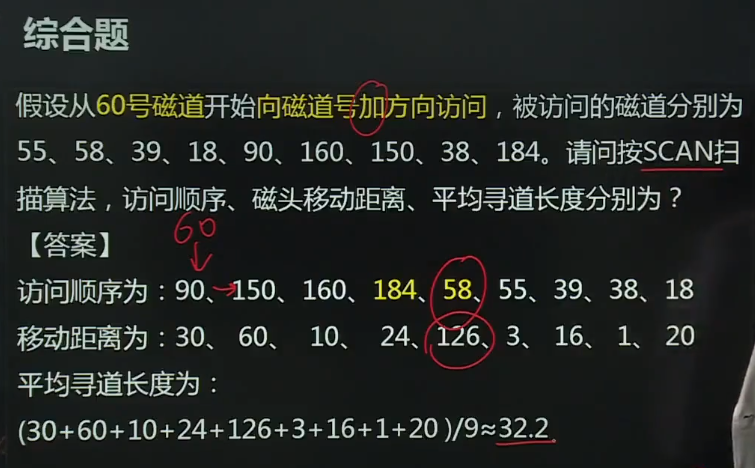 综合题
假设从60号磁道开始向磁道号加方向访问，被访问的磁道分别为
55、58、39、18、90、160、150、38、184。请问按SCAN扫
描算法，访问顺序、磁头移动距离、平均寻道长度分别为？
【答案】
60
访问顺序为：90、150、160、184、58、55、39、38、18
移动距离为：30、60、10、24、126、3、16、1、20
平均寻道长度为：
(30+60+10+24+126+3+16+1+20 )/9≈32.2。